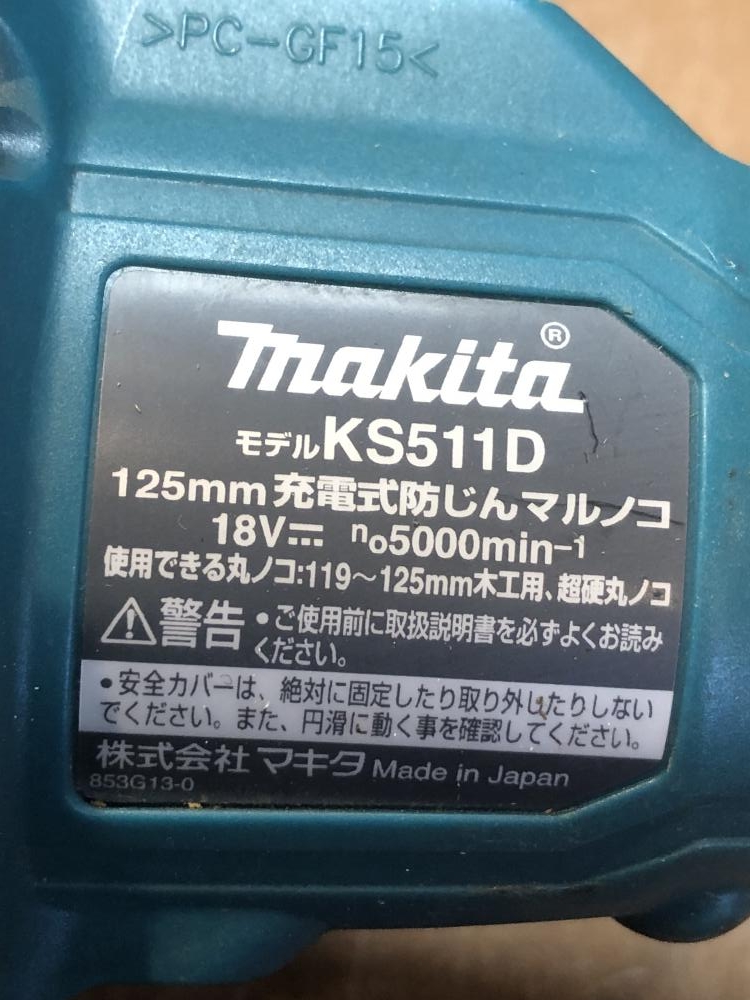 >PC-GF15<
makita®
モデルKS511D
125mm充電式防じんマルノコ
18V⎓ n₀5000min⁻¹
使用できる丸ノコ:119～125mm木工用、超硬丸ノコ
⚠警告 •ご使用前に取扱説明書を必ずよくお読み
ください。
•安全カバーは、絶対に固定したり取り外したりしない
でください。また、円滑に動く事を確認してください。
株式会社 マキタ Made in Japan
853G13-0